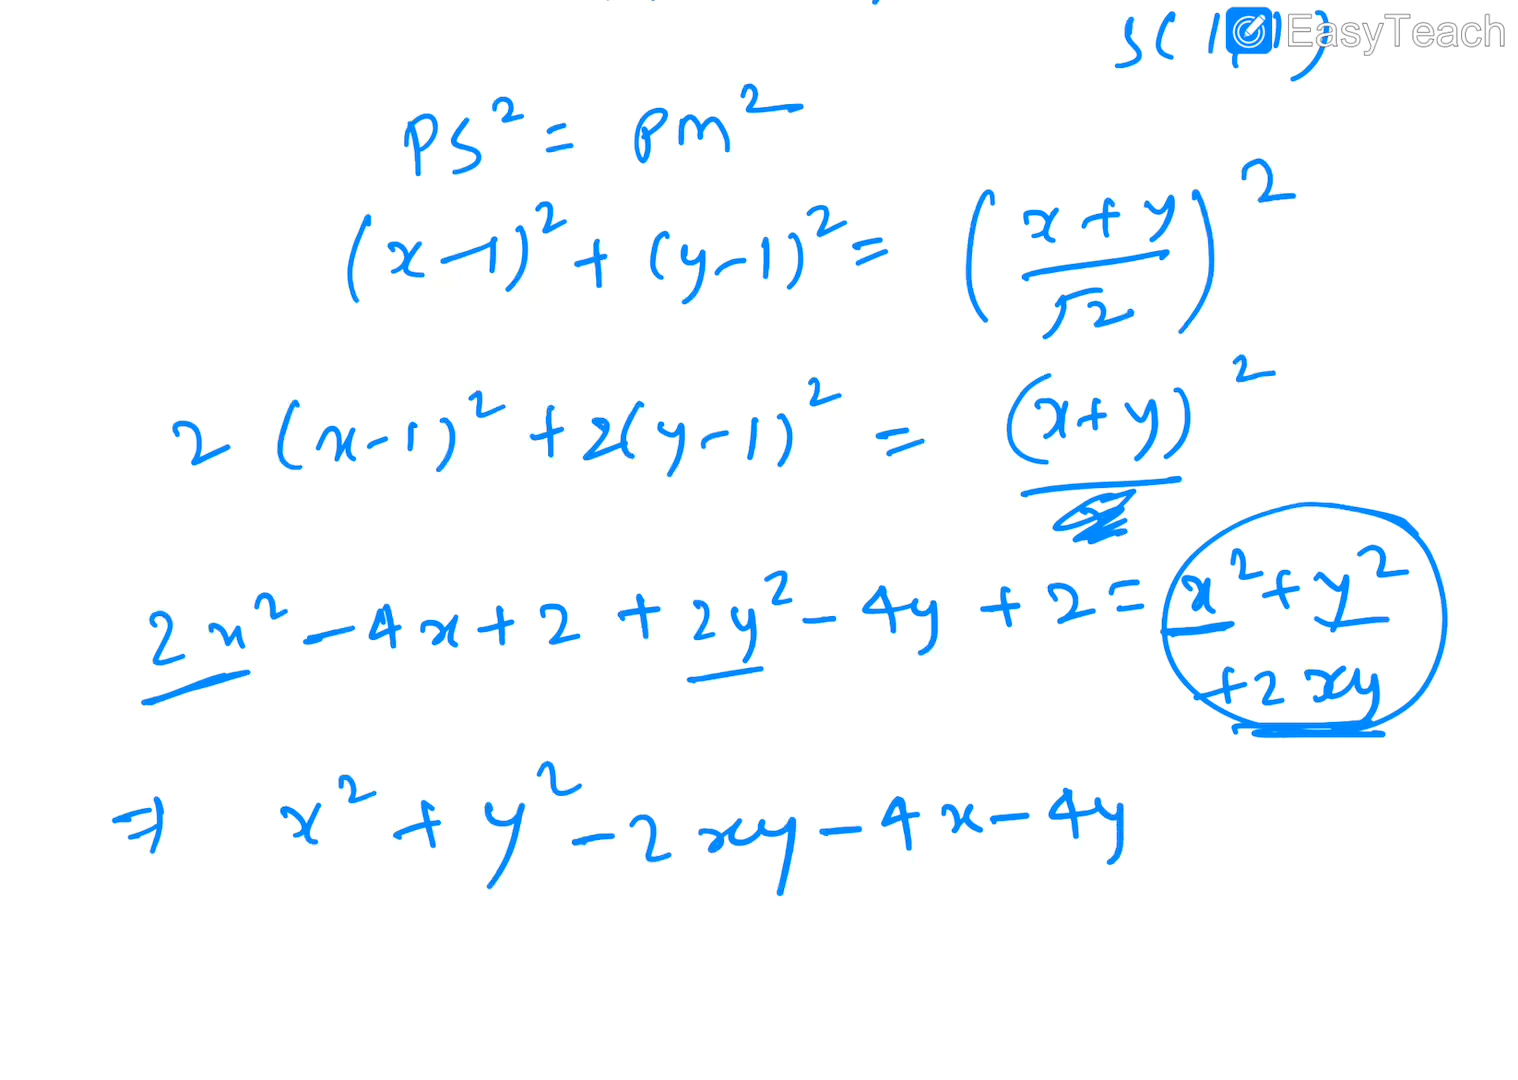 S(1,1) EasyTeach
PS² = PM²
(x-1)² + (y-1)² = (x+y/√2)²
2 (x-1)² + 2(y-1)² = (x+y)²
2x² - 4x + 2 + 2y² - 4y + 2 = x² + y²
+2xy
⇒ x² + y² - 2xy - 4x - 4y